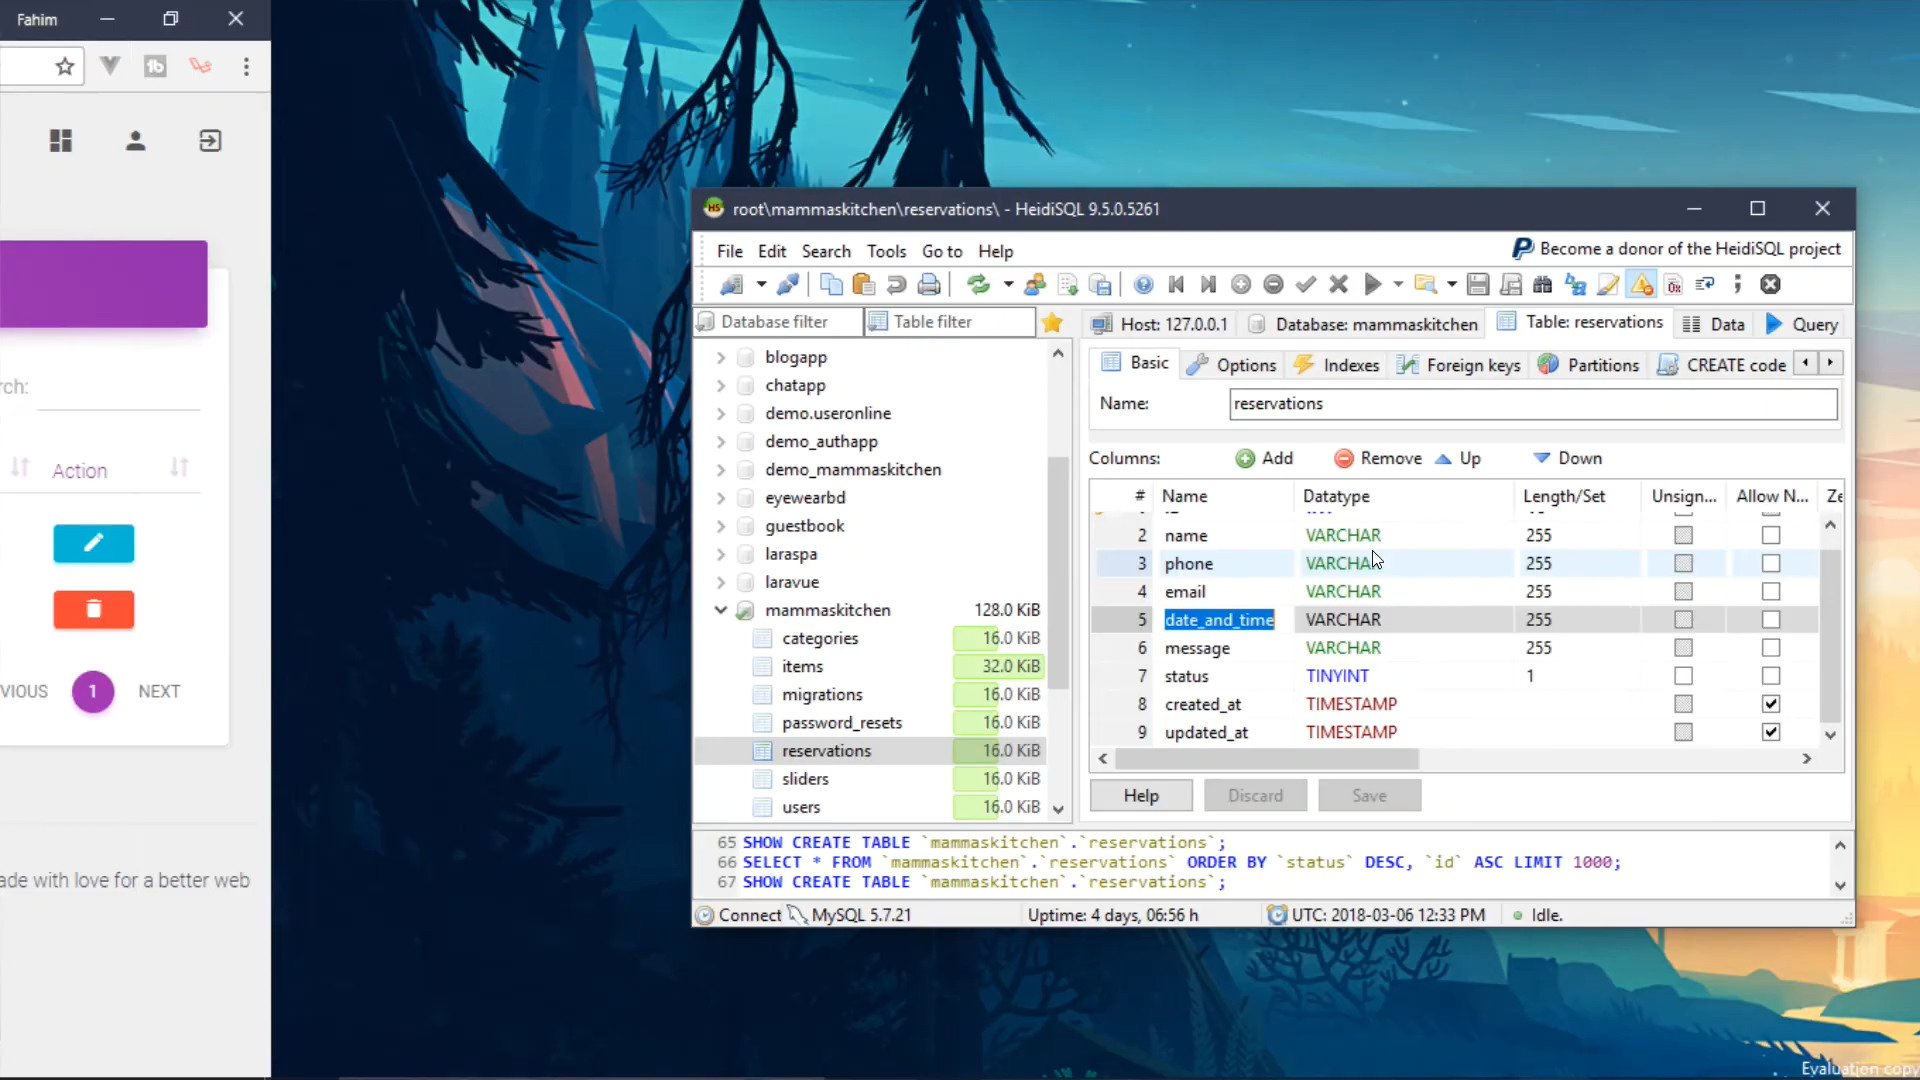 Fahim
rch:
Action
VIOUS 1 NEXT
ade with love for a better web
root\mammaskitchen\reservations\ - HeidiSQL 9.5.0.5261
File Edit Search Tools Go to Help
Become a donor of the HeidiSQL project
Database filter Table filter
Host: 127.0.0.1 Database: mammaskitchen Table: reservations Data Query
blogapp
chatapp
demo.useronline
demo_authapp
demo_mammaskitchen
eyewearbd
guestbook
laraspa
laravue
mammaskitchen 128.0 KiB
categories 16.0 KiB
items 32.0 KiB
migrations 16.0 KiB
password_resets 16.0 KiB
reservations 16.0 KiB
sliders 16.0 KiB
users 16.0 KiB
Basic Options Indexes Foreign keys Partitions CREATE code
Name: reservations
Columns: Add Remove Up Down
# Name Datatype Length/Set Unsign... Allow N... Ze
2 name VARCHAR 255
3 phone VARCHAR 255
4 email VARCHAR 255
5 date_and_time VARCHAR 255
6 message VARCHAR 255
7 status TINYINT 1
8 created_at TIMESTAMP
9 updated_at TIMESTAMP
Help Discard Save
65 SHOW CREATE TABLE `mammaskitchen`.`reservations`;
66 SELECT * FROM `mammaskitchen`.`reservations` ORDER BY `status` DESC, `id` ASC LIMIT 1000;
67 SHOW CREATE TABLE `mammaskitchen`.`reservations`;
Connect MySQL 5.7.21 Uptime: 4 days, 06:56 h UTC: 2018-03-06 12:33 PM Idle.
Evaluation copy